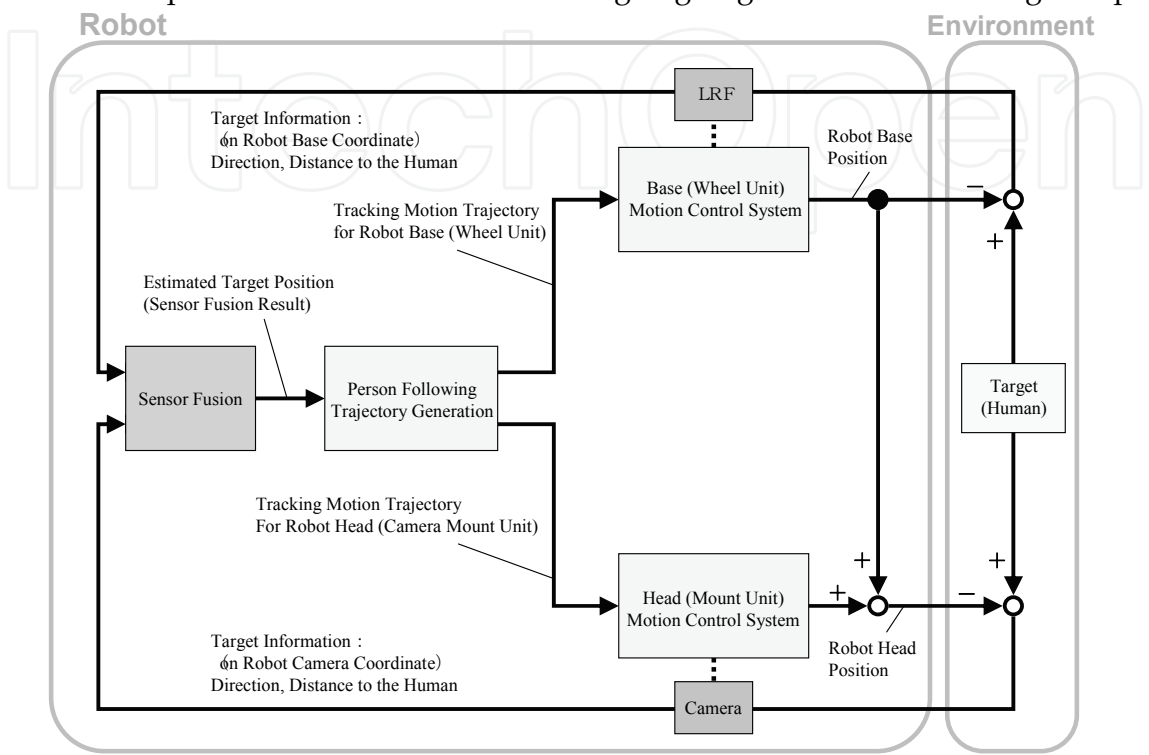 Robot
Environment
IntechOpen
LRF
Target Information :
(on Robot Base Coordinate)
Direction, Distance to the Human
Robot Base
Position
Base (Wheel Unit)
Motion Control System
−
+
Tracking Motion Trajectory
for Robot Base (Wheel Unit)
Estimated Target Position
(Sensor Fusion Result)
Sensor Fusion
Person Following
Trajectory Generation
Target
(Human)
Tracking Motion Trajectory
For Robot Head (Camera Mount Unit)
+
+
Head (Mount Unit)
Motion Control System
+
−
Robot Head
Position
Target Information :
(on Robot Camera Coordinate)
Direction, Distance to the Human
Camera